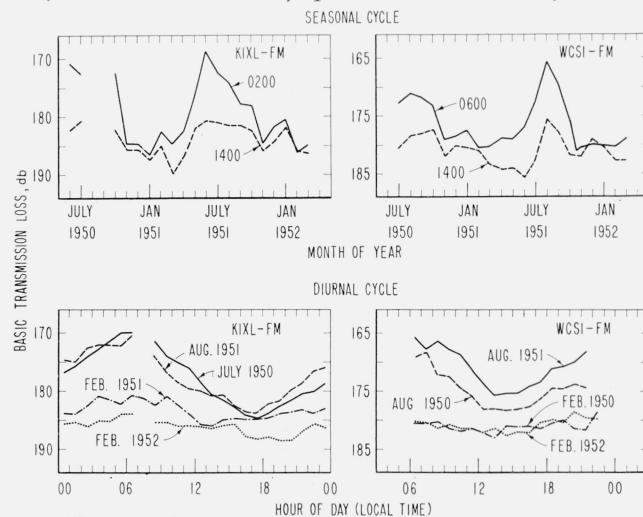 SEASONAL CYCLE
KIXL-FM
0200
1400
170
180
190
JULY 1950
JAN 1951
JULY 1951
JAN 1952
WCSI-FM
0600
1400
165
175
185
JULY 1950
JAN 1951
JULY 1951
JAN 1952
MONTH OF YEAR
BASIC TRANSMISSION LOSS, db
DIURNAL CYCLE
KIXL-FM
AUG. 1951
JULY 1950
FEB. 1951
FEB. 1952
170
180
190
00 06 12 18 00
WCSI-FM
AUG. 1951
AUG 1950
FEB. 1950
FEB. 1952
165
175
185
06 12 18 00
HOUR OF DAY (LOCAL TIME)